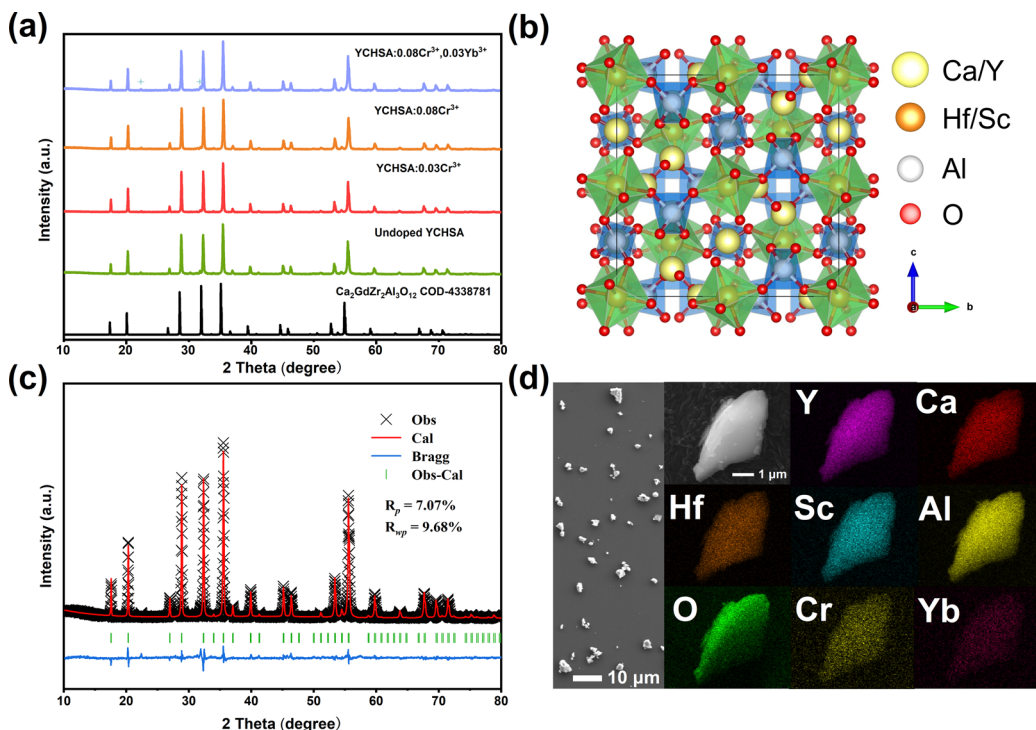 (a)
YCHSA:0.08Cr³⁺,0.03Yb³⁺
YCHSA:0.08Cr³⁺
YCHSA:0.03Cr³⁺
Undoped YCHSA
Ca₂GdZr₂Al₃O₁₂ COD-4338781
Intensity (a.u.)
10 20 30 40 50 60 70 80
2 Theta (degree)
(b)
Ca/Y
Hf/Sc
Al
O
c
a
b
(c)
Obs
Cal
Bragg
Obs-Cal
Rₚ = 7.07%
R_wp = 9.68%
Intensity (a.u.)
10 20 30 40 50 60 70 80
2 Theta (degree)
(d)
1 μm
Y
Ca
Hf
Sc
Al
O
Cr
Yb
10 μm